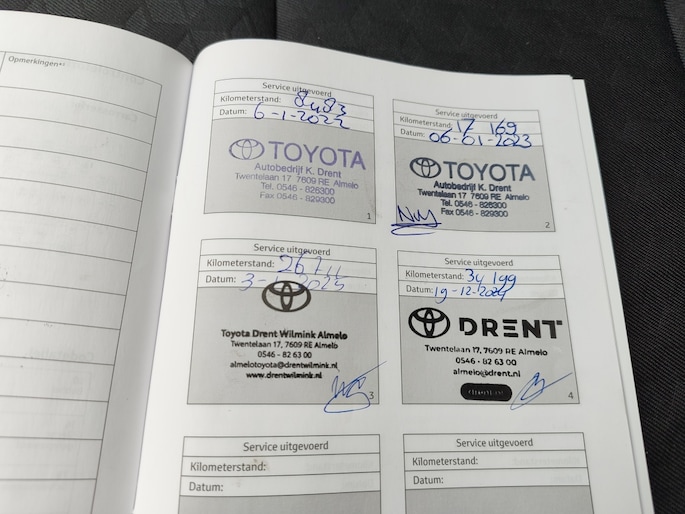 Opmerkingen*²
Service uitgevoerd
Kilometerstand: 8483
Datum: 6-1-2022
TOYOTA
Autobedrijf K. Drent
Twentelaan 17 7609 RE Almelo
Tel. 0546 - 826300
Fax 0546 - 829300
1
Service uitgevoerd
Kilometerstand: 17 169
Datum: 06-01-2023
TOYOTA
Autobedrijf K. Drent
Twentelaan 17 7609 RE Almelo
Tel. 0546 - 826300
Fax 0546 - 829300
2
Service uitgevoerd
Kilometerstand:
Datum:
Toyota Drent Wilmink Almelo
Twentelaan 17, 7609 RE Almelo
0546 - 82 63 00
almelotoyota@drentwilmink.nl
www.drentwilmink.nl
3
Service uitgevoerd
Kilometerstand: 34 199
Datum: 19-12-2024
DRENT
Twentelaan 17, 7609 RE Almelo
0546 - 82 63 00
almelo@drent.nl
4
Service uitgevoerd
Kilometerstand:
Datum:
Service uitgevoerd
Kilometerstand:
Datum: